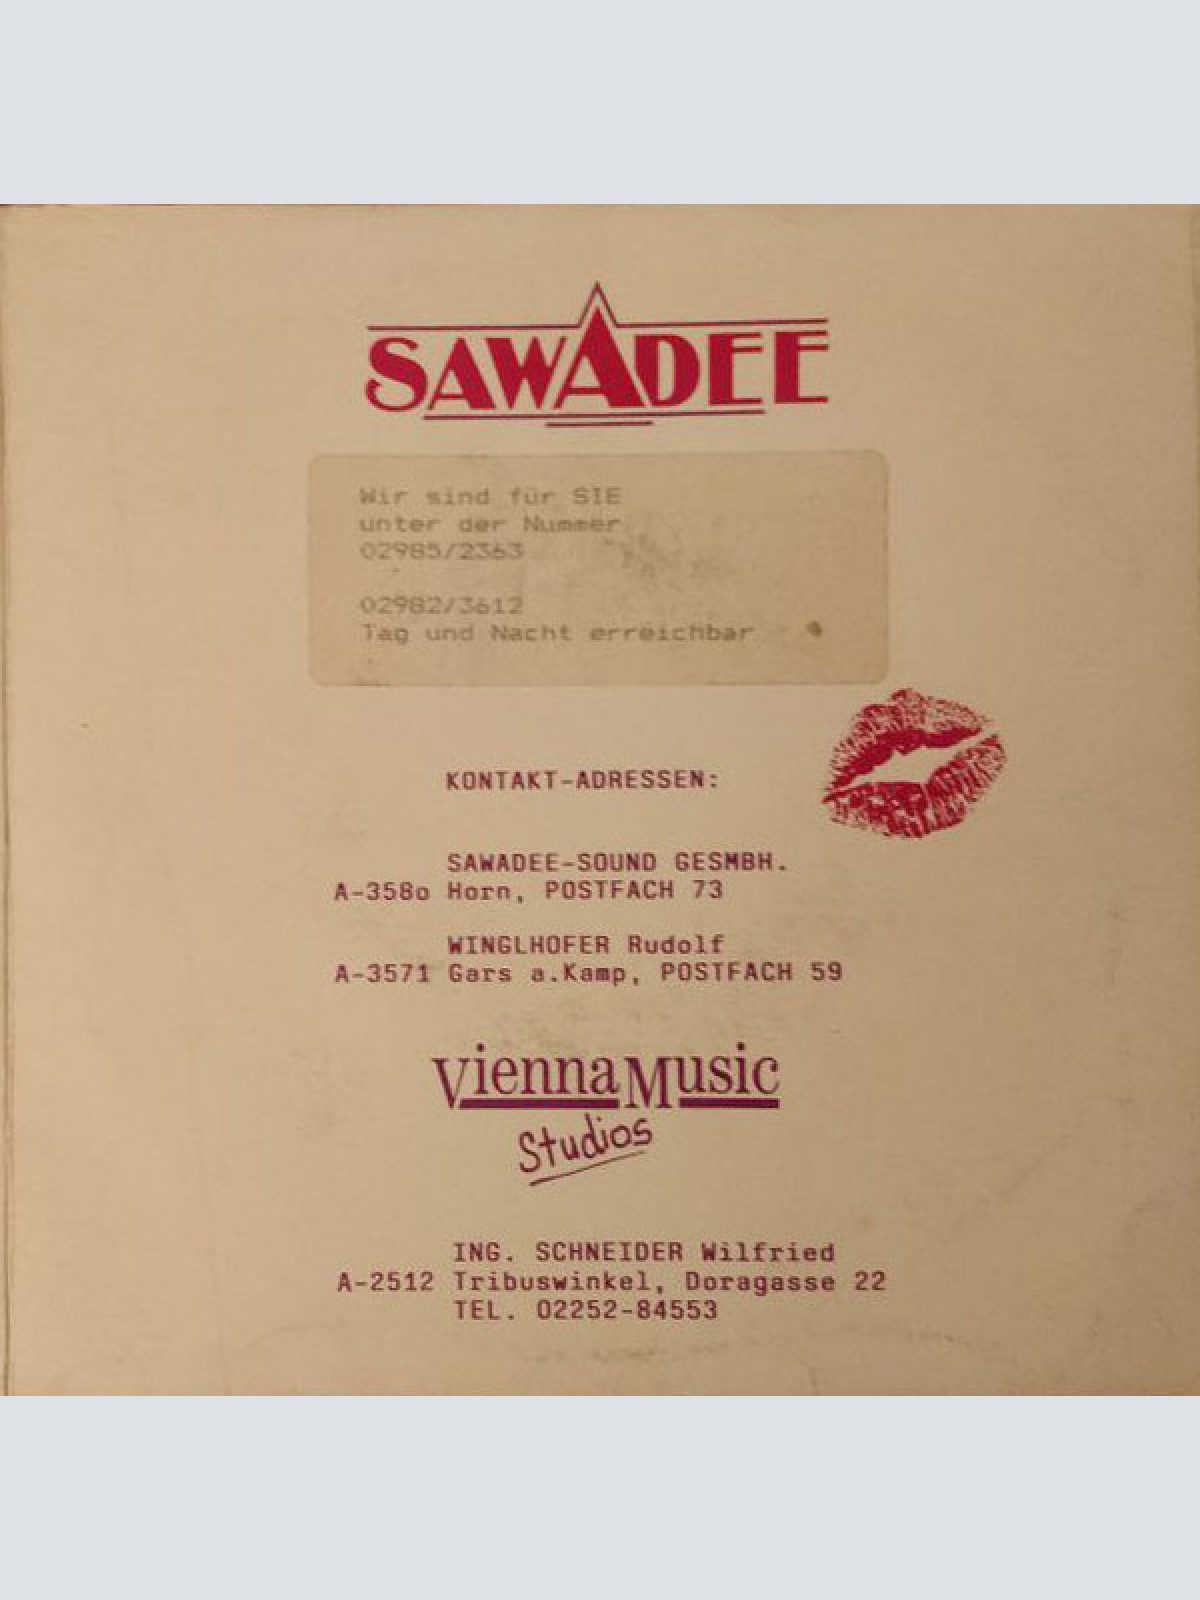 SAWADEE
Wir sind für SIE
unter der Nummer
02985/2363
02982/3612
Tag und Nacht erreichbar
KONTAKT-ADRESSEN:
SAWADEE-SOUND GESMBH.
A-358o Horn, POSTFACH 73
WINGLHOFER Rudolf
A-3571 Gars a.Kamp, POSTFACH 59
Vienna Music
Studios
ING. SCHNEIDER Wilfried
A-2512 Tribuswinkel, Doragasse 22
TEL. 02252-84553